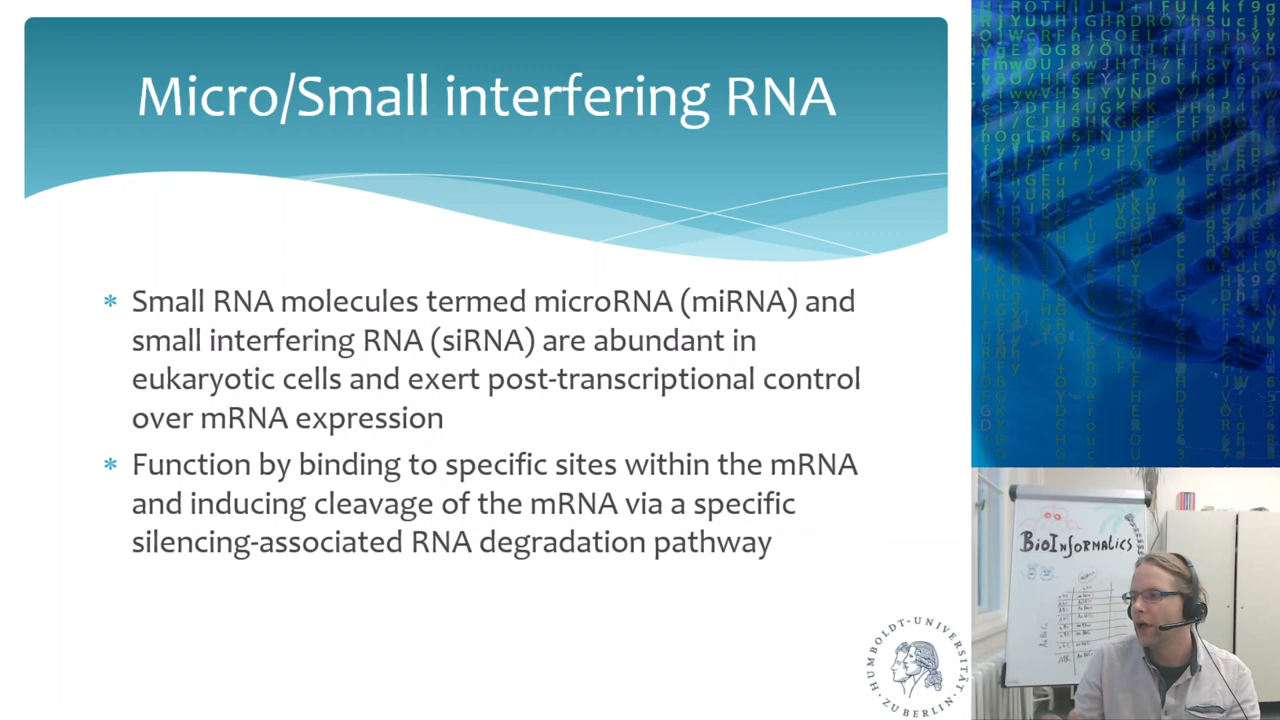 Micro/Small interfering RNA
Small RNA molecules termed microRNA (miRNA) and
small interfering RNA (siRNA) are abundant in
eukaryotic cells and exert post-transcriptional control
over mRNA expression
Function by binding to specific sites within the mRNA
and inducing cleavage of the mRNA via a specific
silencing-associated RNA degradation pathway
HUMBOLDT-UNIVERSITÄT
ZU BERLIN
BioInformatics